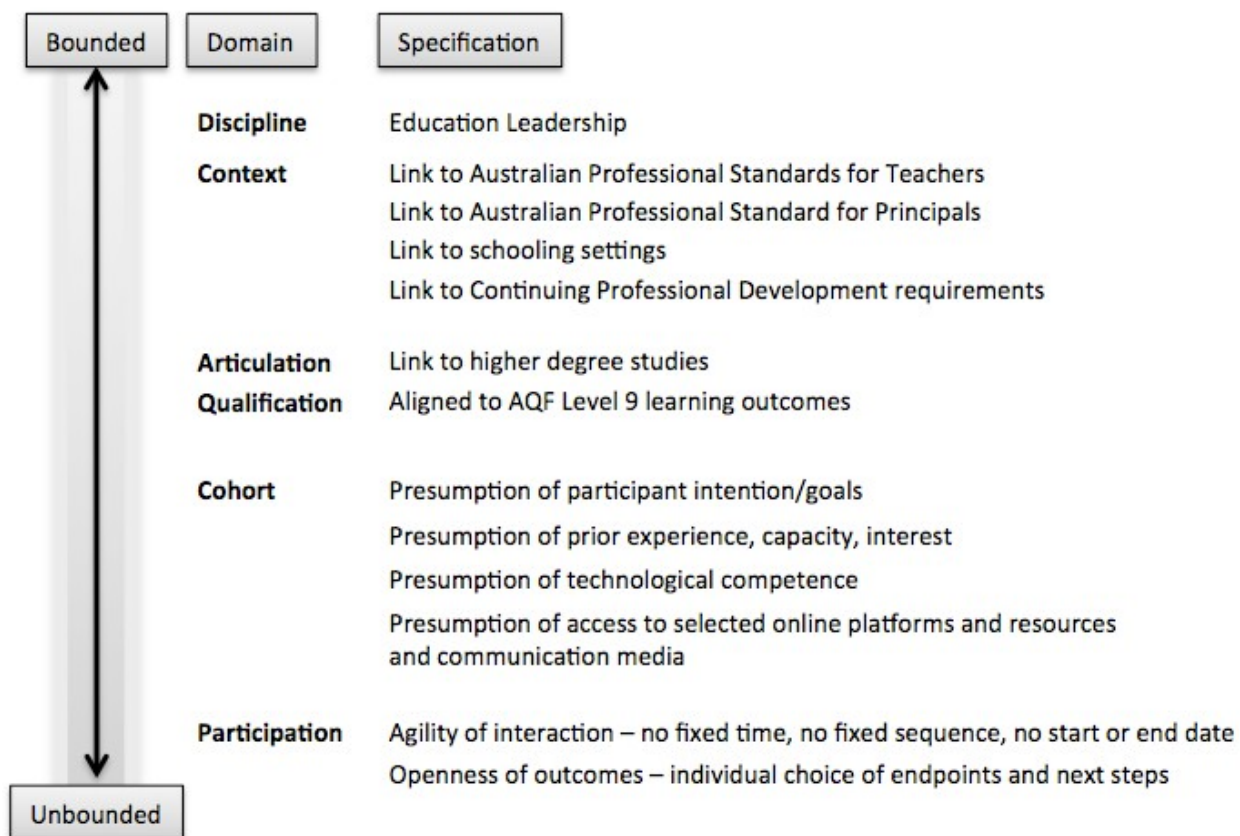 Bounded Domain Specification
Discipline Education Leadership
Context Link to Australian Professional Standards for Teachers
Link to Australian Professional Standard for Principals
Link to schooling settings
Link to Continuing Professional Development requirements
Articulation Link to higher degree studies
Qualification Aligned to AQF Level 9 learning outcomes
Cohort Presumption of participant intention/goals
Presumption of prior experience, capacity, interest
Presumption of technological competence
Presumption of access to selected online platforms and resources
and communication media
Participation Agility of interaction – no fixed time, no fixed sequence, no start or end date
Openness of outcomes – individual choice of endpoints and next steps
Unbounded